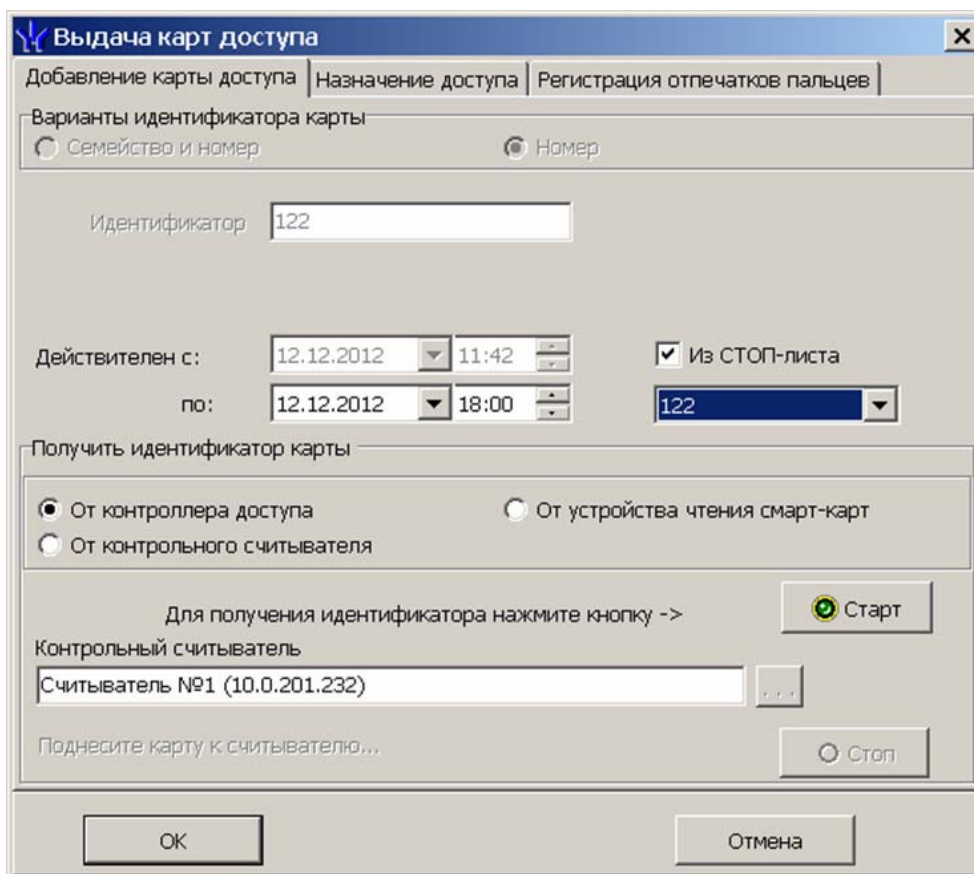 Выдача карт доступа
Добавление карты доступа Назначение доступа Регистрация отпечатков пальцев
Варианты идентификатора карты
Семейство и номер Номер
Идентификатор 122
Действителен с: 12.12.2012 11:42 Из СТОП-листа
по: 12.12.2012 18:00 122
Получить идентификатор карты
От контроллера доступа От устройства чтения смарт-карт
От контрольного считывателя
Для получения идентификатора нажмите кнопку -> Старт
Контрольный считыватель
Считыватель №1 (10.0.201.232) ...
Поднесите карту к считывателю... Стоп
ОК Отмена